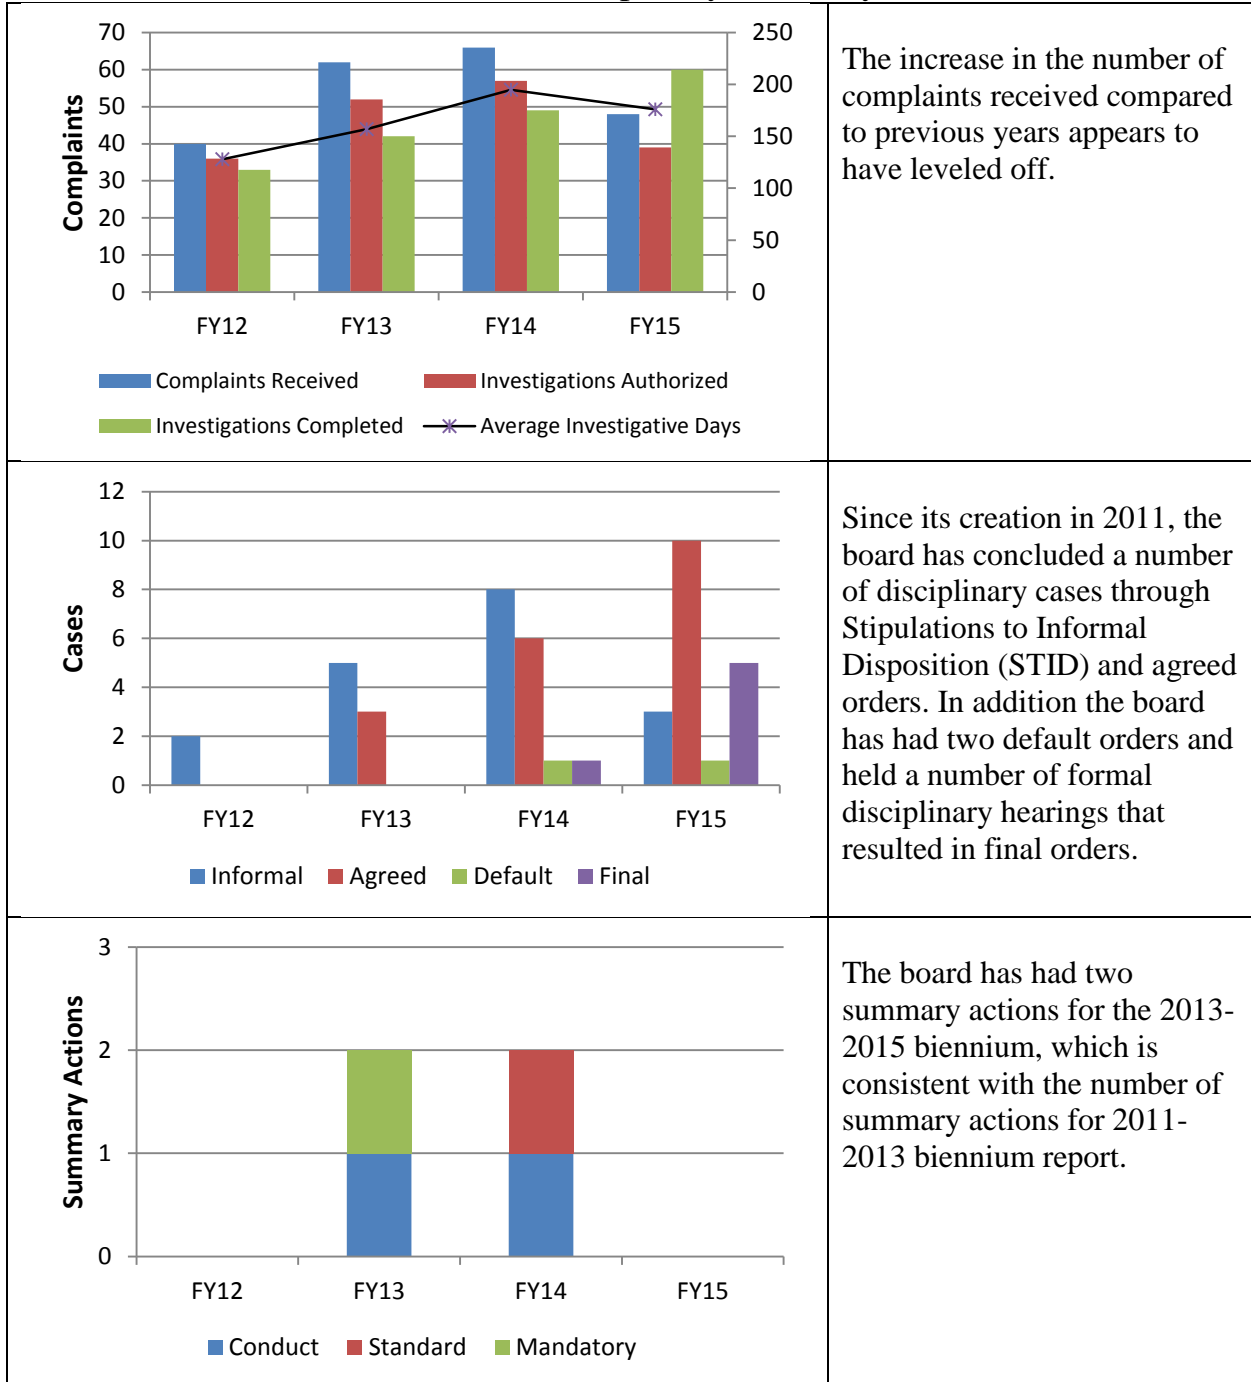 70
60
50
40
30
20
10
0
Complaints
250
200
150
100
50
0
FY12 FY13 FY14 FY15
Complaints Received Investigations Authorized
Investigations Completed Average Investigative Days
The increase in the number of
complaints received compared
to previous years appears to
have leveled off.
12
10
8
6
4
2
0
Cases
FY12 FY13 FY14 FY15
Informal Agreed Default Final
Since its creation in 2011, the
board has concluded a number
of disciplinary cases through
Stipulations to Informal
Disposition (STID) and agreed
orders. In addition the board
has had two default orders and
held a number of formal
disciplinary hearings that
resulted in final orders.
3
2
1
0
Summary Actions
FY12 FY13 FY14 FY15
Conduct Standard Mandatory
The board has had two
summary actions for the 2013-
2015 biennium, which is
consistent with the number of
summary actions for 2011-
2013 biennium report.